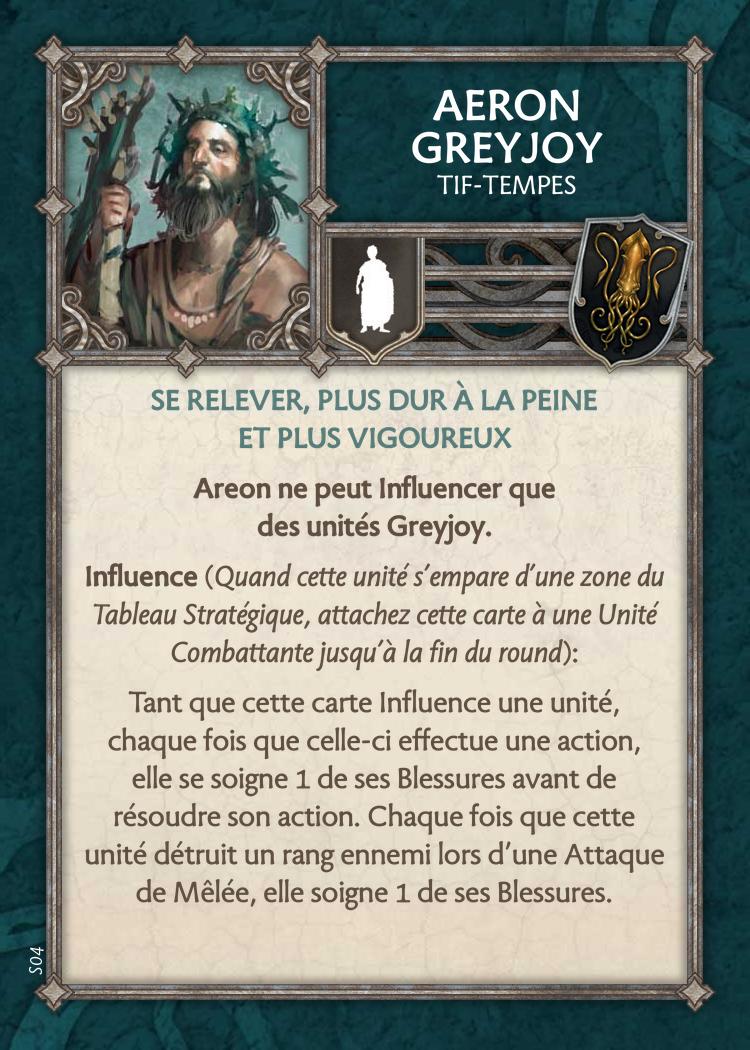 AERON
GREYJOY
TIF-TEMPES
SE RELEVER, PLUS DUR À LA PEINE
ET PLUS VIGOUREUX
Areon ne peut Influencer que
des unités Greyjoy.
Influence (Quand cette unité s'empare d'une zone du
Tableau Stratégique, attachez cette carte à une Unité
Combattante jusqu'à la fin du round):
Tant que cette carte Influence une unité,
chaque fois que celle-ci effectue une action,
elle se soigne 1 de ses Blessures avant de
résoudre son action. Chaque fois que cette
unité détruit un rang ennemi lors d'une Attaque
de Mêlée, elle soigne 1 de ses Blessures.
S04